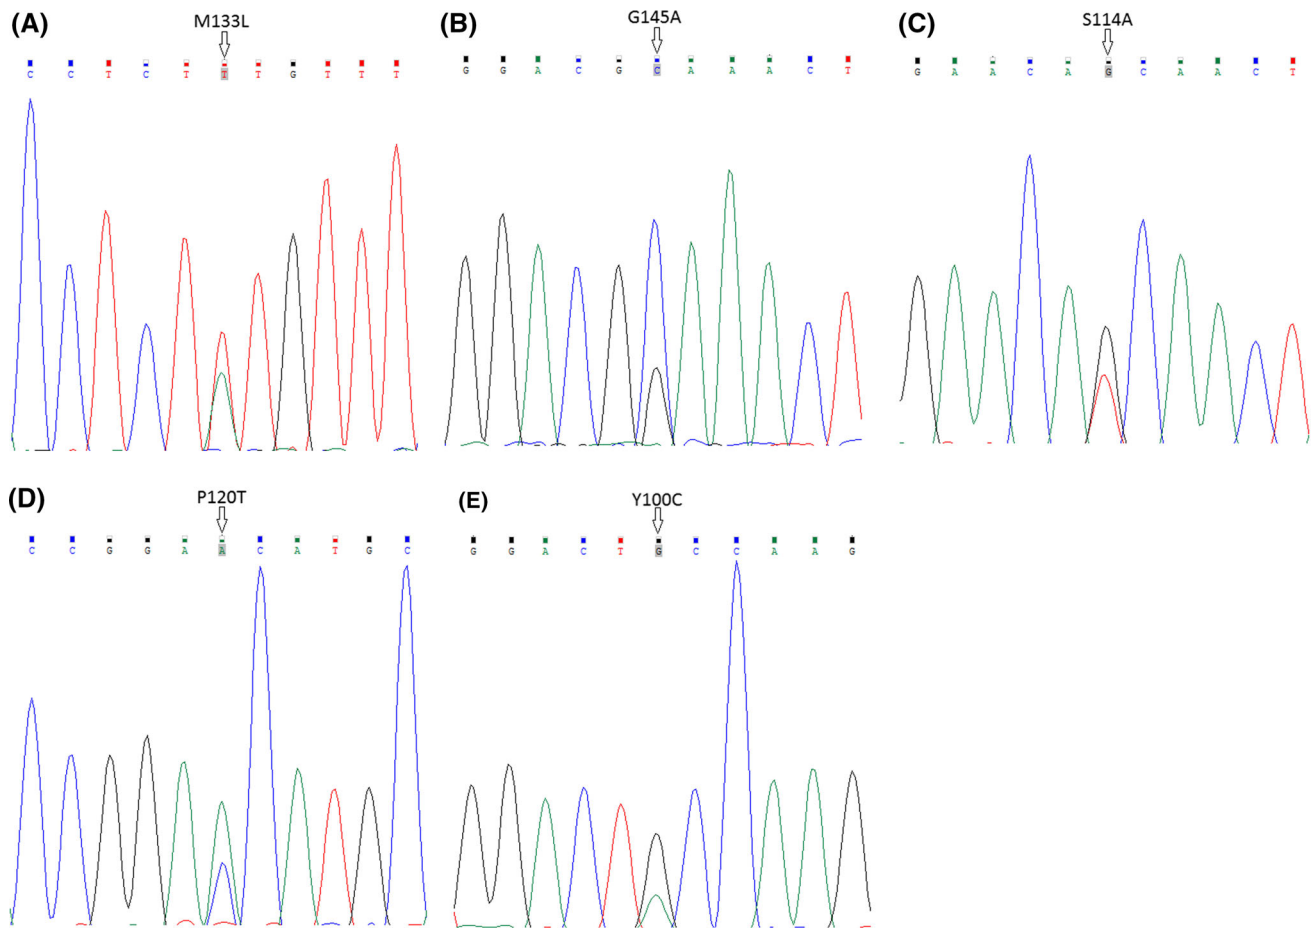 (A)
M133L
C C T C T T T G T T T
(B)
G145A
G G A C G C A A A C T
(C)
S114A
G A A C A G C A A C T
(D)
P120T
C C G G A A C A T G C
(E)
Y100C
G G A C T G C C A A G